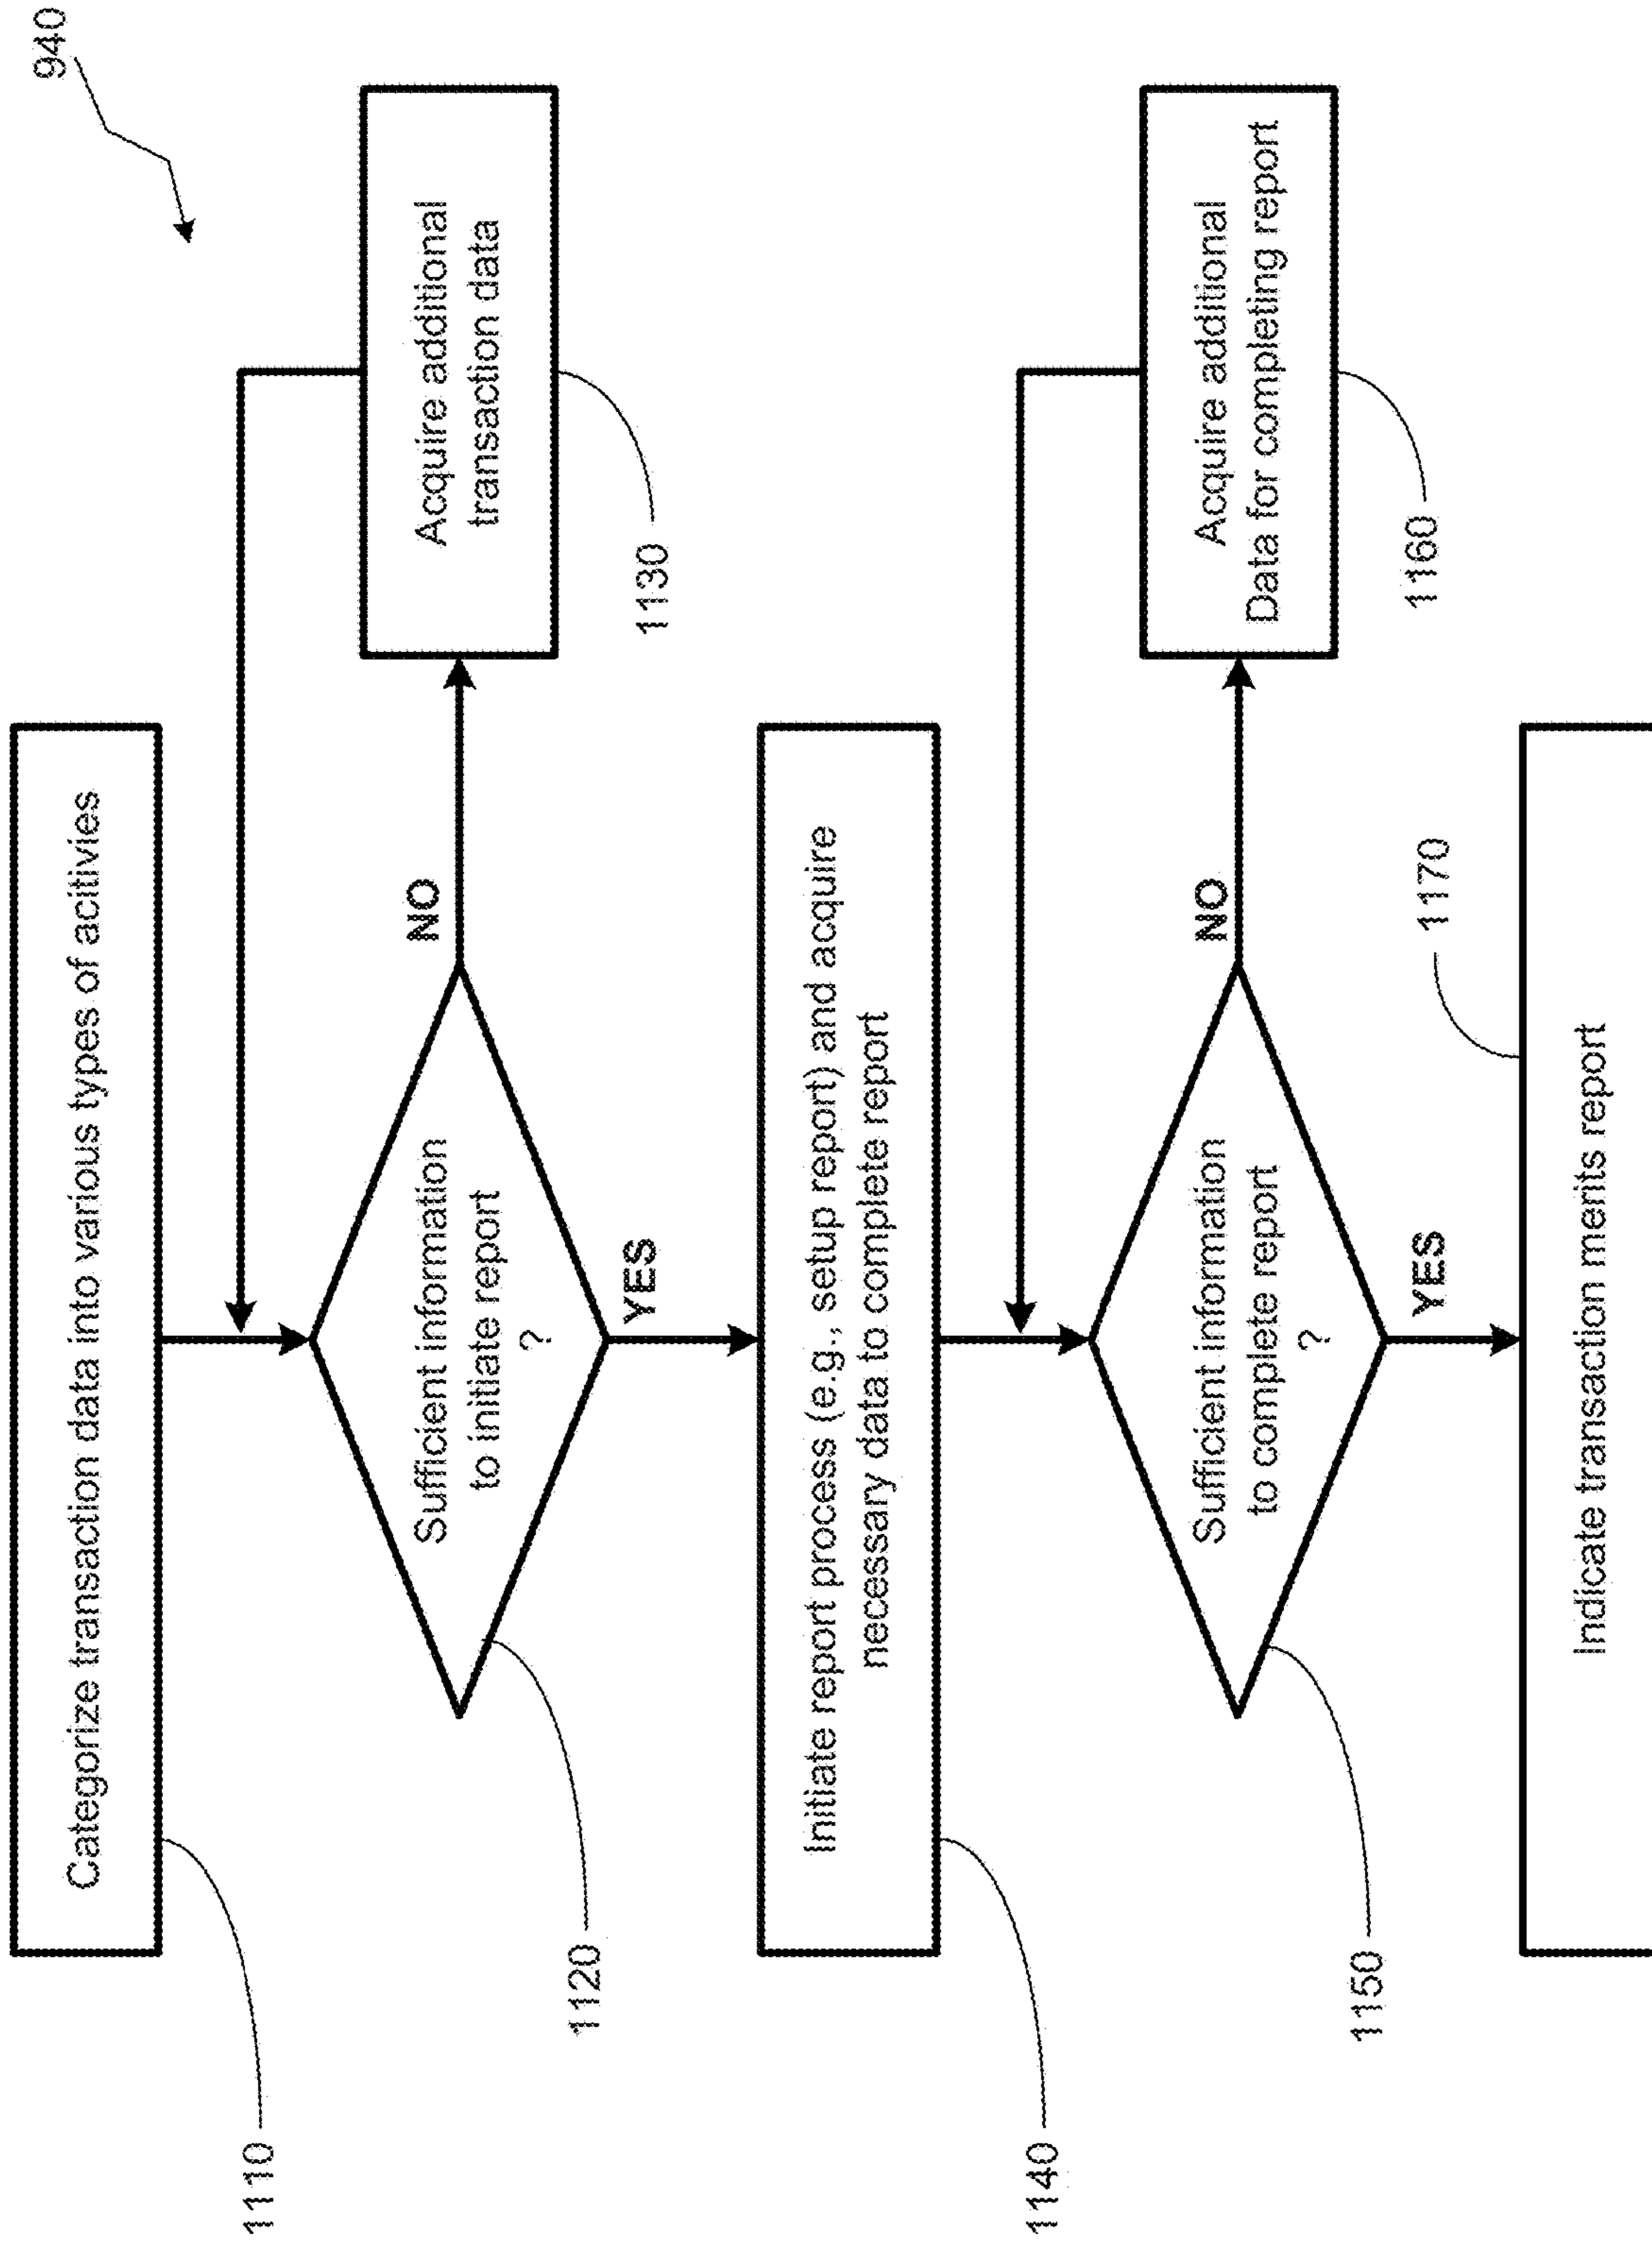 940
1110
Categorize transaction data into various types of acitivies
1120
Sufficient information
to initiate report
?
NO
YES
Acquire additional
transaction data
1130
1140
Initiate report process (e.g., setup report) and acquire
necessary data to complete report
1150
Sufficient information
to complete report
?
NO
YES
Acquire additional
Data for completing report
1160
1170
Indicate transaction merits report